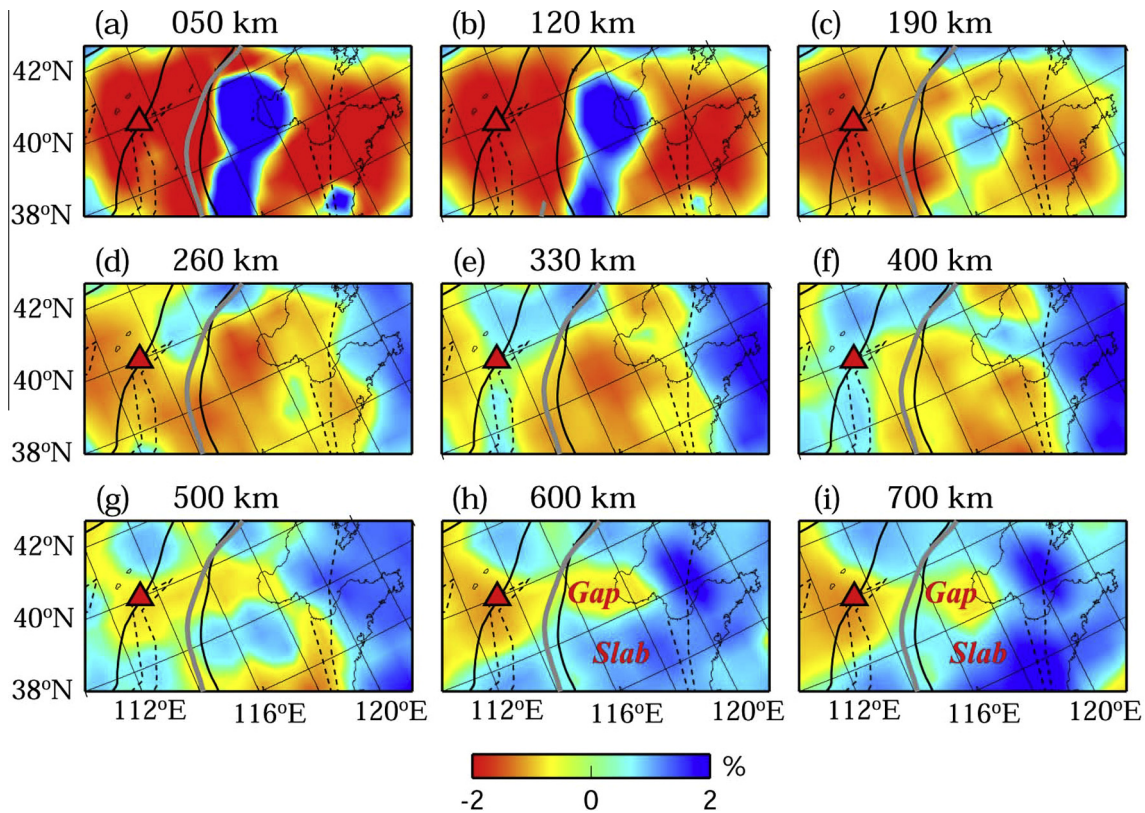 (a) 050 km
(b) 120 km
(c) 190 km
42°N
40°N
38°N
(d) 260 km
(e) 330 km
(f) 400 km
42°N
40°N
38°N
(g) 500 km
(h) 600 km
(i) 700 km
42°N
40°N
38°N
Gap
Slab
Gap
Slab
112°E 116°E 120°E
112°E 116°E 120°E
112°E 116°E 120°E
%
-2 0 2